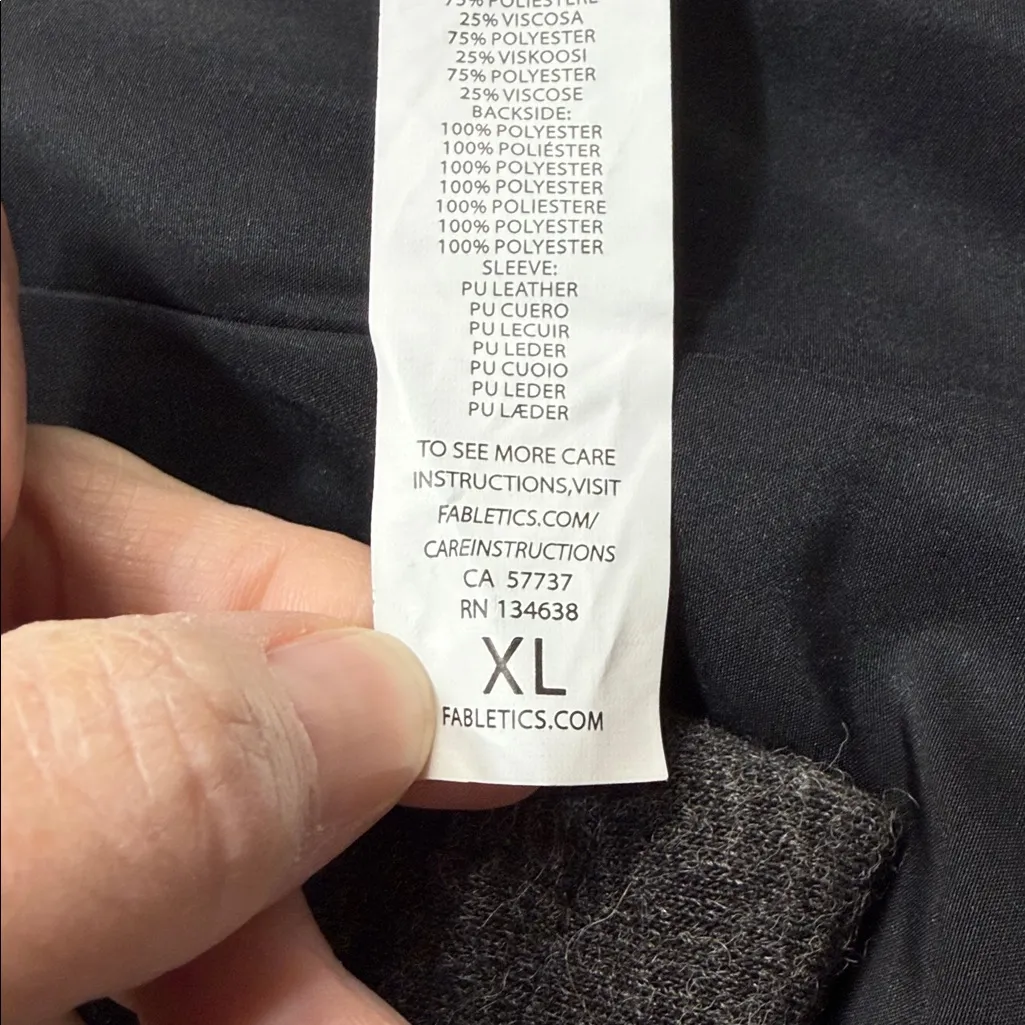 75% POLIESTERE
25% VISCOSA
75% POLYESTER
25% VISKOOSI
75% POLYESTER
25% VISCOSE
BACKSIDE:
100% POLYESTER
100% POLIÉSTER
100% POLYESTER
100% POLYESTER
100% POLIESTERE
100% POLYESTER
100% POLYESTER
SLEEVE:
PU LEATHER
PU CUERO
PU LECUIR
PU LEDER
PU CUOIO
PU LEDER
PU LÆDER
TO SEE MORE CARE
INSTRUCTIONS,VISIT
FABLETICS.COM/
CAREINSTRUCTIONS
CA 57737
RN 134638
XL
FABLETICS.COM